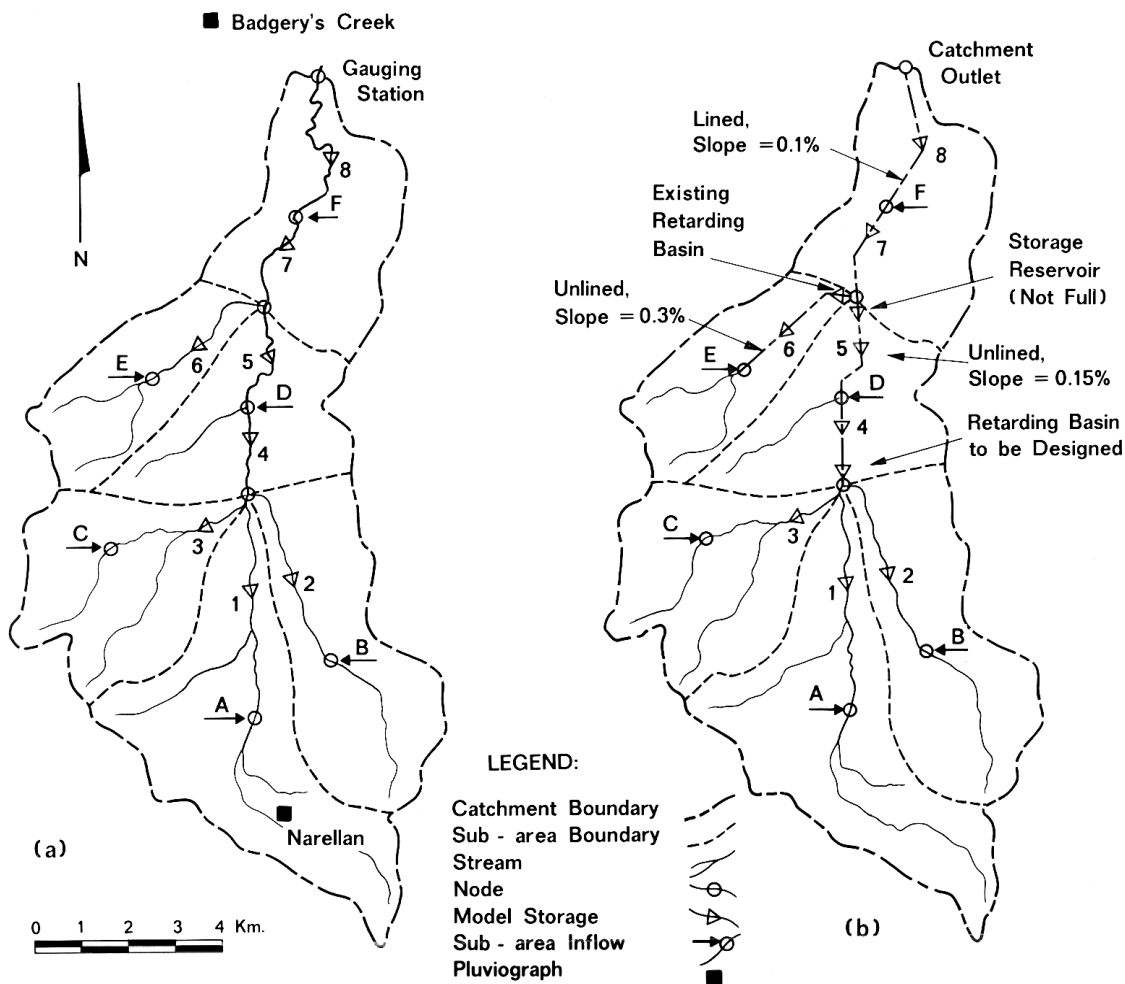 Badgery's Creek
Gauging
Station
N
8
F
7
E
6
5
D
4
C
3
1
2
B
A
Narellan
(a)
0 1 2 3 4 Km.
LEGEND:
Catchment Boundary
Sub - area Boundary
Stream
Node
Model Storage
Sub - area Inflow
Pluviograph
Catchment
Outlet
Lined,
Slope = 0.1%
8
Existing
Retarding
Basin
F
7
Storage
Reservoir
(Not Full)
Unlined,
Slope = 0.3%
E
6
5
Unlined,
Slope = 0.15%
D
4
Retarding Basin
to be Designed
C
3
1
2
B
A
(b)